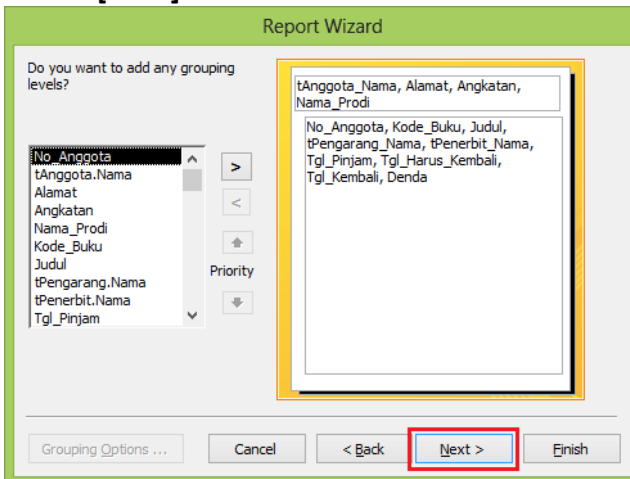 Report Wizard
Do you want to add any grouping
levels?
No_Anggota
tAnggota.Nama
Alamat
Angkatan
Nama_Prodi
Kode_Buku
Judul
tPengarang.Nama
tPenerbit.Nama
Tgl_Pinjam
>
<
Priority
tAnggota_Nama, Alamat, Angkatan,
Nama_Prodi
No_Anggota, Kode_Buku, Judul,
tPengarang_Nama, tPenerbit_Nama,
Tgl_Pinjam, Tgl_Harus_Kembali,
Tgl_Kembali, Denda
Grouping Options ...
Cancel
< Back
Next >
Finish